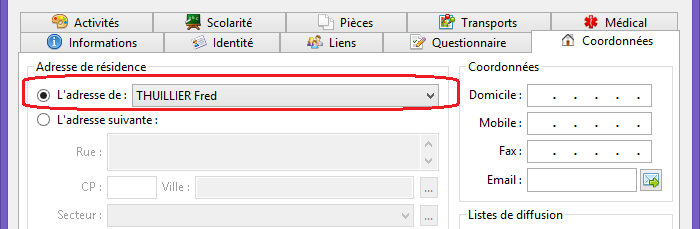 Activités Scolarité Pièces Transports Médical
Informations Identité Liens Questionnaire Coordonnées
Adresse de résidence
L'adresse de : THUILLIER Fred
L'adresse suivante :
Rue :
CP : Ville : ...
Secteur : ...
Coordonnées
Domicile : . . . .
Mobile : . . . .
Fax : . . . .
Email :
Listes de diffusion